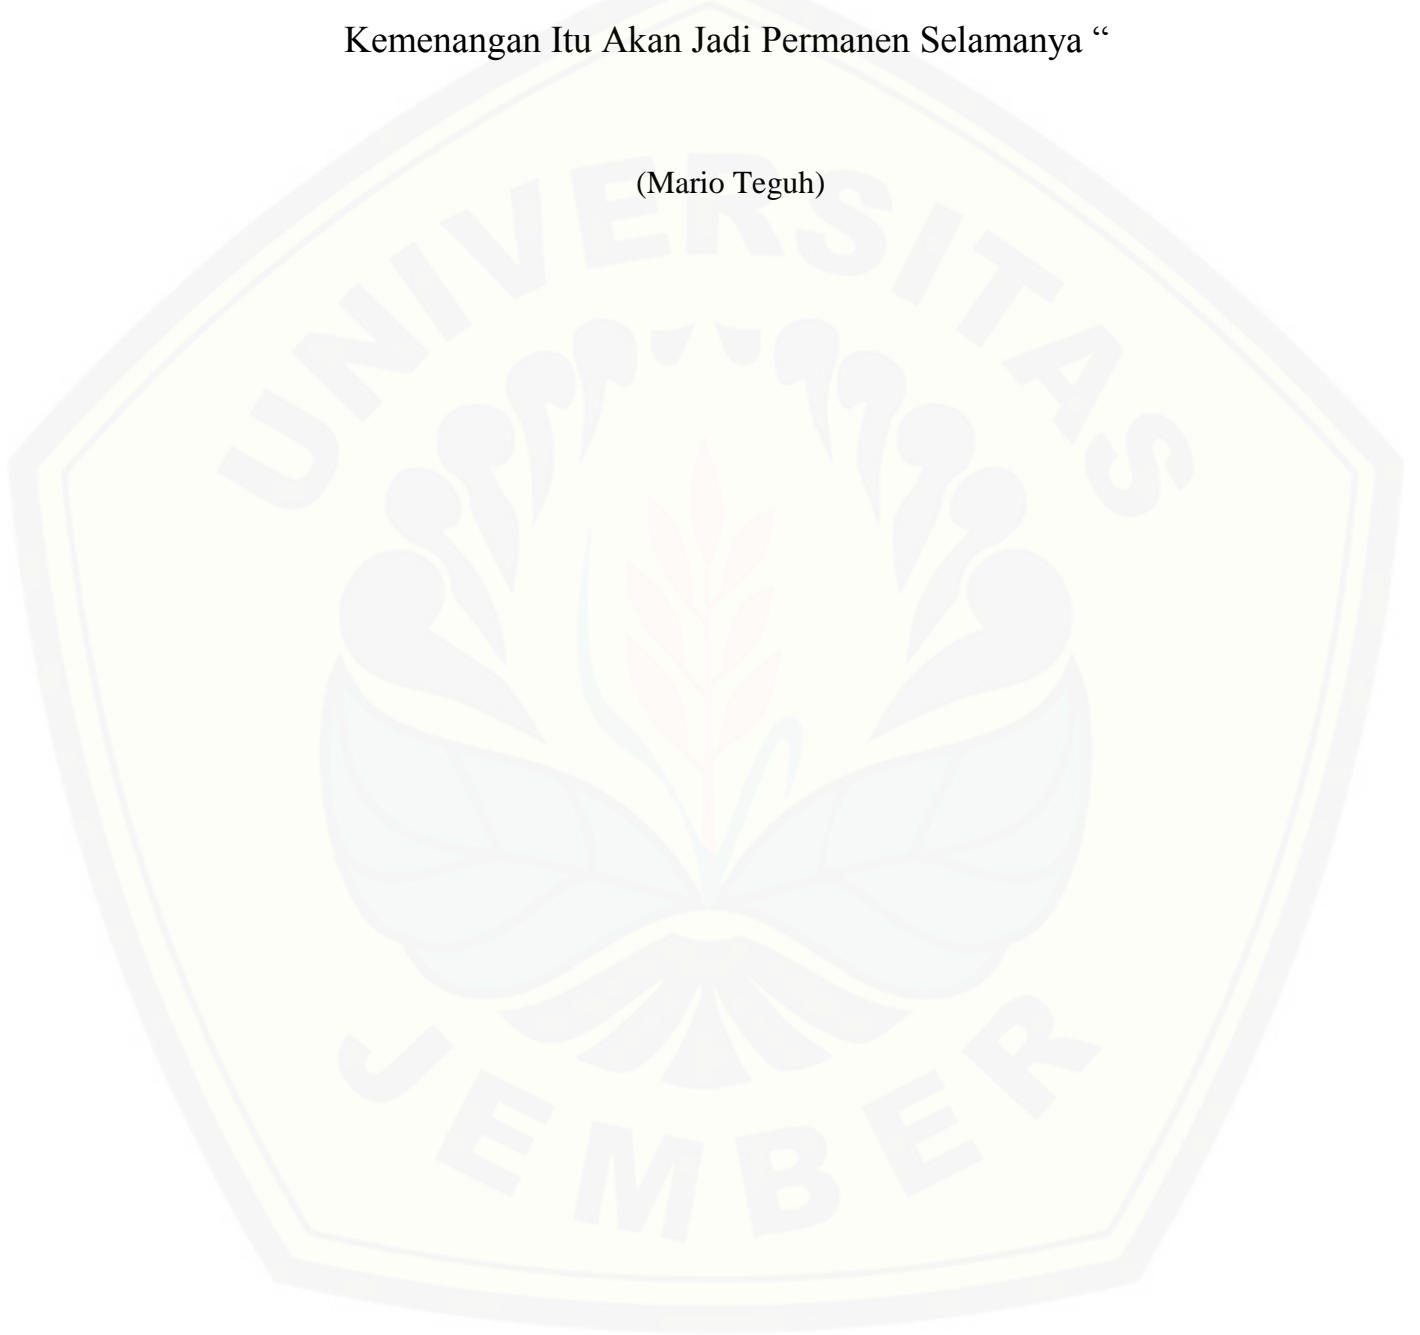 Kemenangan Itu Akan Jadi Permanen Selamanya “
(Mario Teguh)
UNIVERSITAS
JEMBER